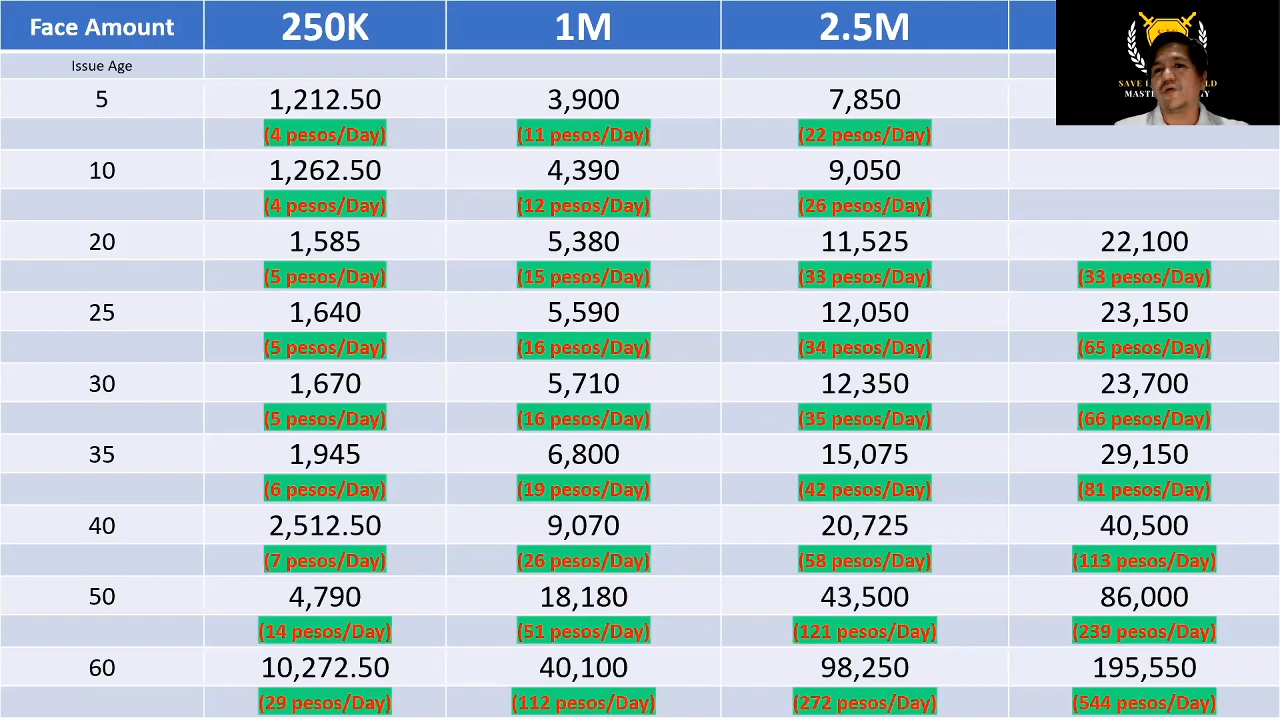 Face Amount 250K 1M 2.5M
Issue Age
5 1,212.50 3,900 7,850
(4 pesos/Day) (11 pesos/Day) (22 pesos/Day)
10 1,262.50 4,390 9,050
(4 pesos/Day) (12 pesos/Day) (26 pesos/Day)
20 1,585 5,380 11,525 22,100
(5 pesos/Day) (15 pesos/Day) (33 pesos/Day) (33 pesos/Day)
25 1,640 5,590 12,050 23,150
(5 pesos/Day) (16 pesos/Day) (34 pesos/Day) (65 pesos/Day)
30 1,670 5,710 12,350 23,700
(5 pesos/Day) (16 pesos/Day) (35 pesos/Day) (66 pesos/Day)
35 1,945 6,800 15,075 29,150
(6 pesos/Day) (19 pesos/Day) (42 pesos/Day) (81 pesos/Day)
40 2,512.50 9,070 20,725 40,500
(7 pesos/Day) (26 pesos/Day) (58 pesos/Day) (113 pesos/Day)
50 4,790 18,180 43,500 86,000
(14 pesos/Day) (51 pesos/Day) (121 pesos/Day) (239 pesos/Day)
60 10,272.50 40,100 98,250 195,550
(29 pesos/Day) (112 pesos/Day) (272 pesos/Day) (544 pesos/Day)
SAVE